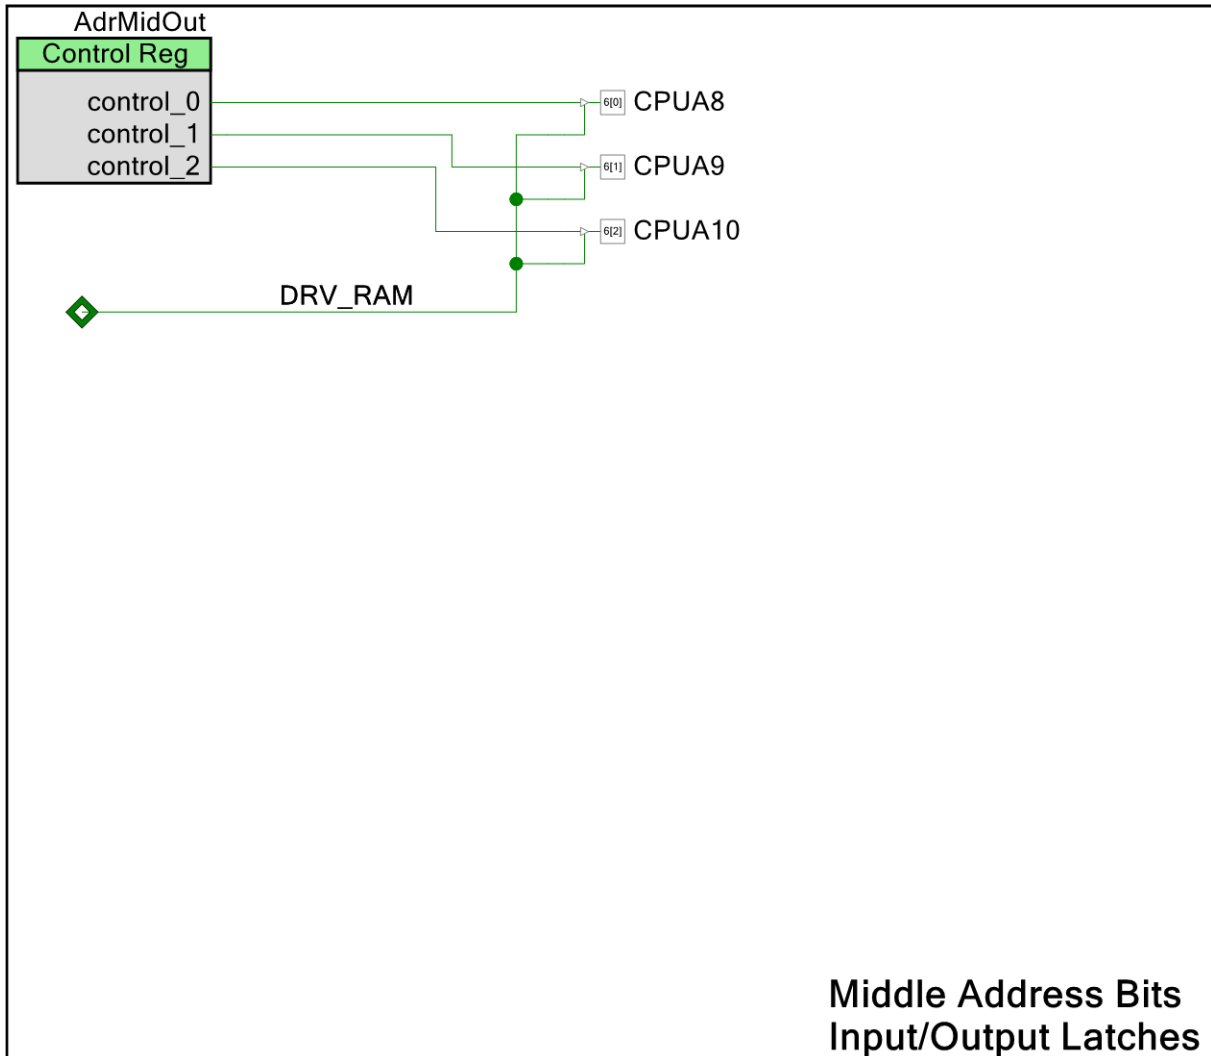 AdrMidOut
Control Reg
control_0
control_1
control_2
6[0] CPUA8
6[1] CPUA9
6[2] CPUA10
DRV_RAM
Middle Address Bits
Input/Output Latches